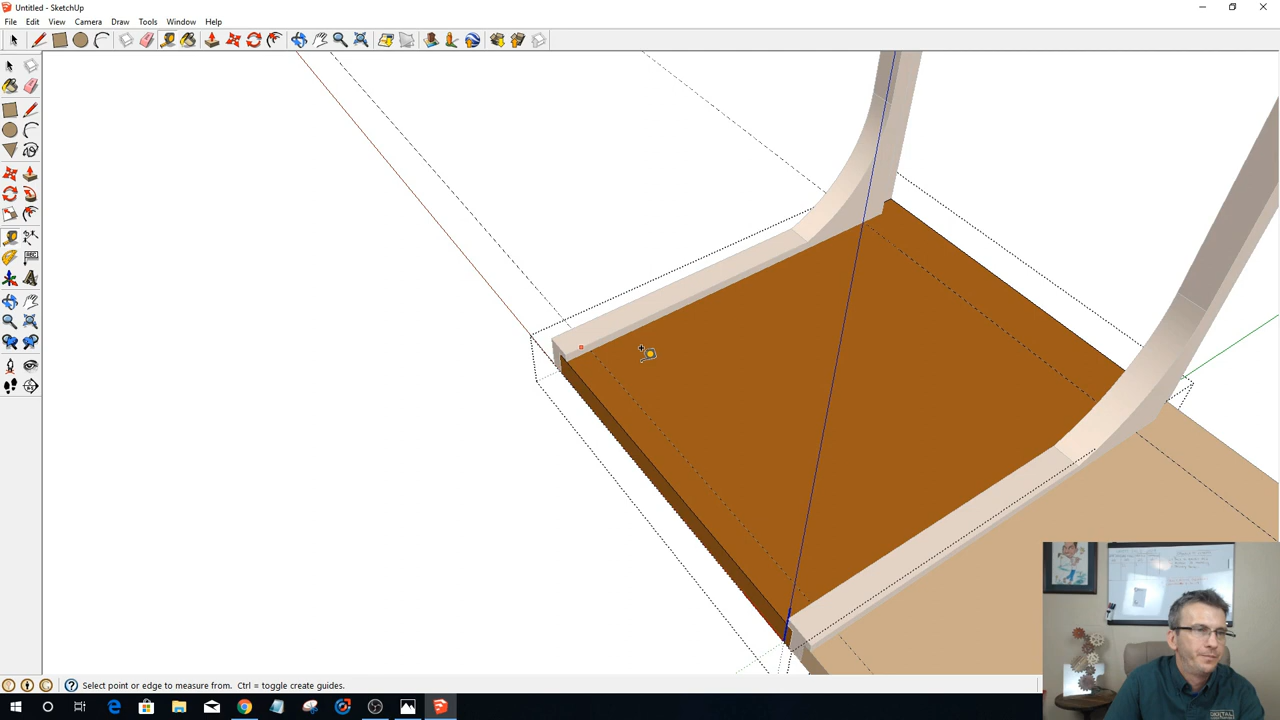 Untitled - SketchUp
File Edit View Camera Draw Tools Window Help
ABC
Select point or edge to measure from. Ctrl = toggle create guides.